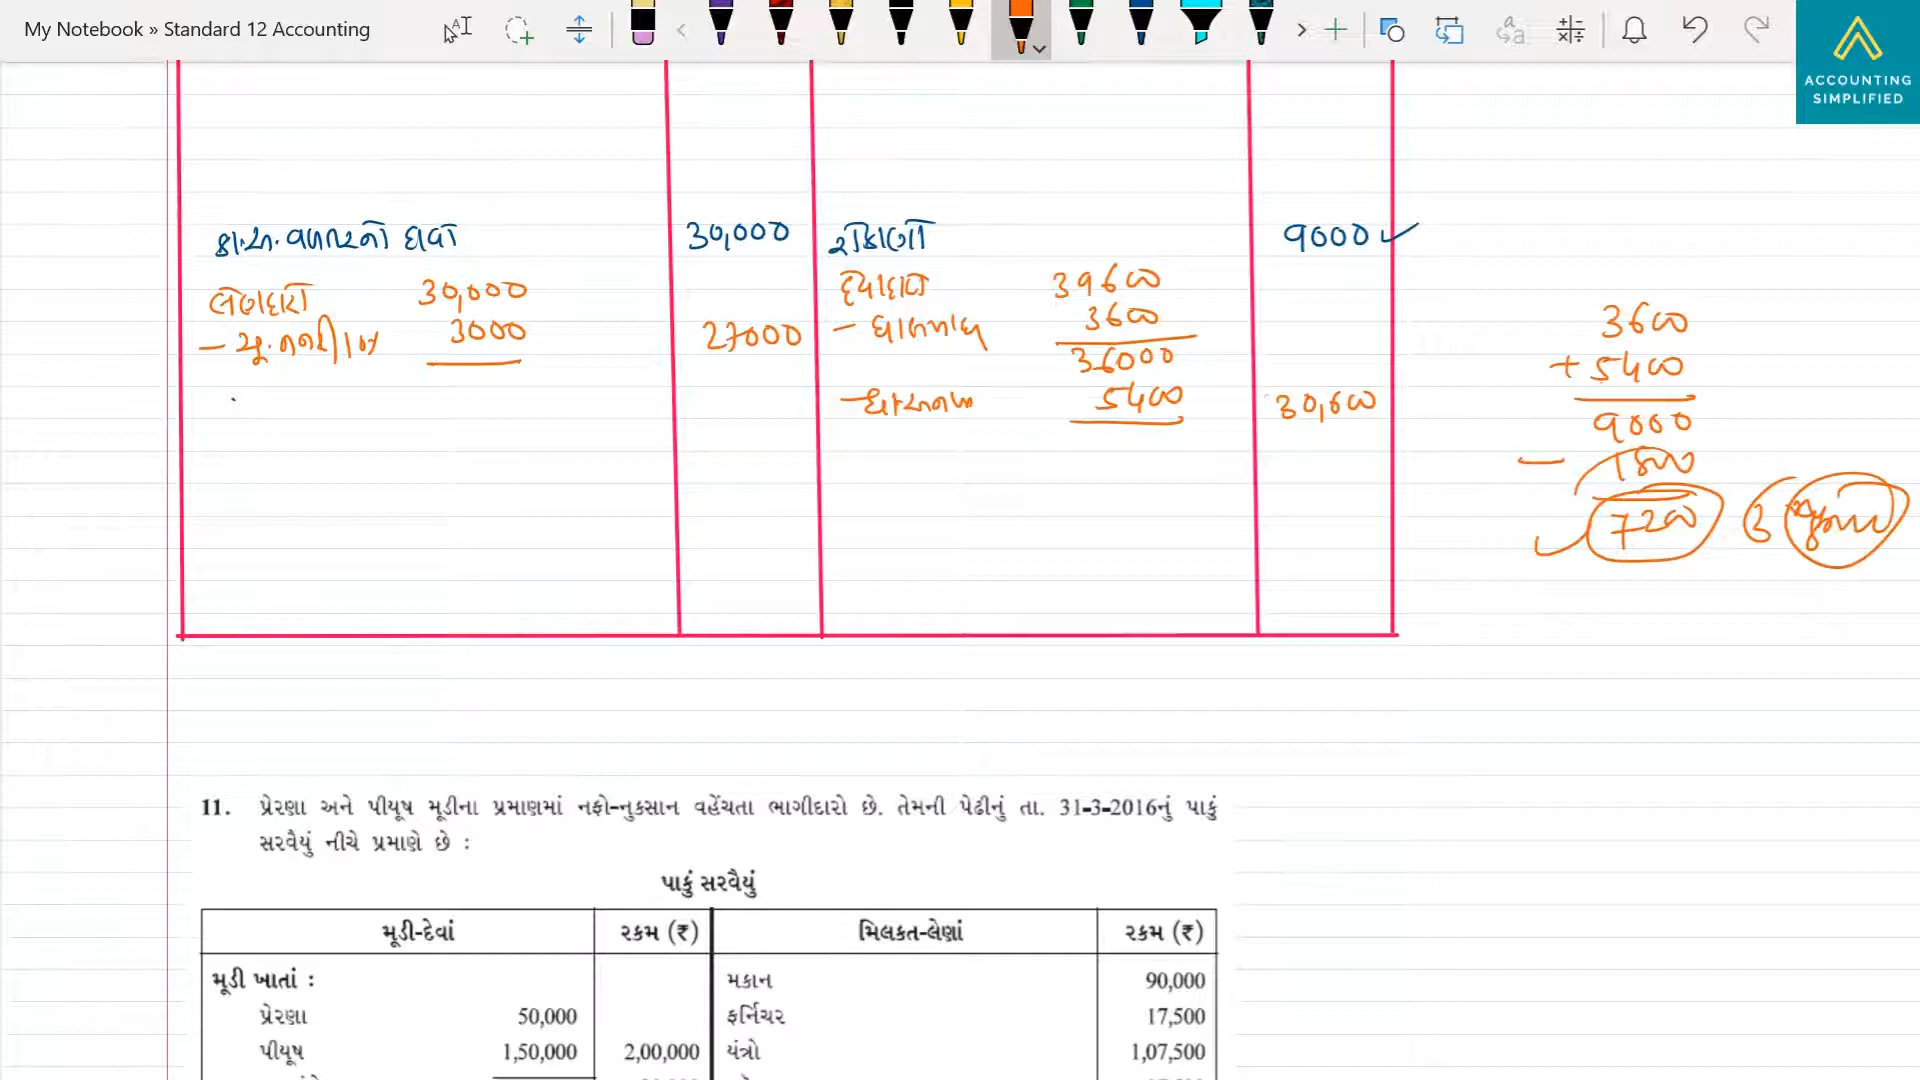 My Notebook » Standard 12 Accounting
ACCOUNTING
SIMPLIFIED
કા.ર.વળતરનો દાવો 30,000 રોકાણો 9000
લેણદારો 30,000 દેવાદારો 39600
3000 27000 - ઘાલખાધ 3600
36000
5400 30,600
3600
+ 5400
9000
- 1800
7200
11. પ્રેરણા અને પીયૂષ મૂડીના પ્રમાણમાં નફો-નુકસાન વહેંચતા ભાગીદારો છે. તેમની પેઢીનું તા. 31-3-2016નું પાકું
સરવૈયું નીચે પ્રમાણે છે :
પાકું સરવૈયું
મૂડી-દેવાં રકમ (₹) મિલકત-લેણાં રકમ (₹)
મૂડી ખાતાં : મકાન 90,000
પ્રેરણા 50,000 ફર્નિચર 17,500
પીયૂષ 1,50,000 2,00,000 યંત્રો 1,07,500